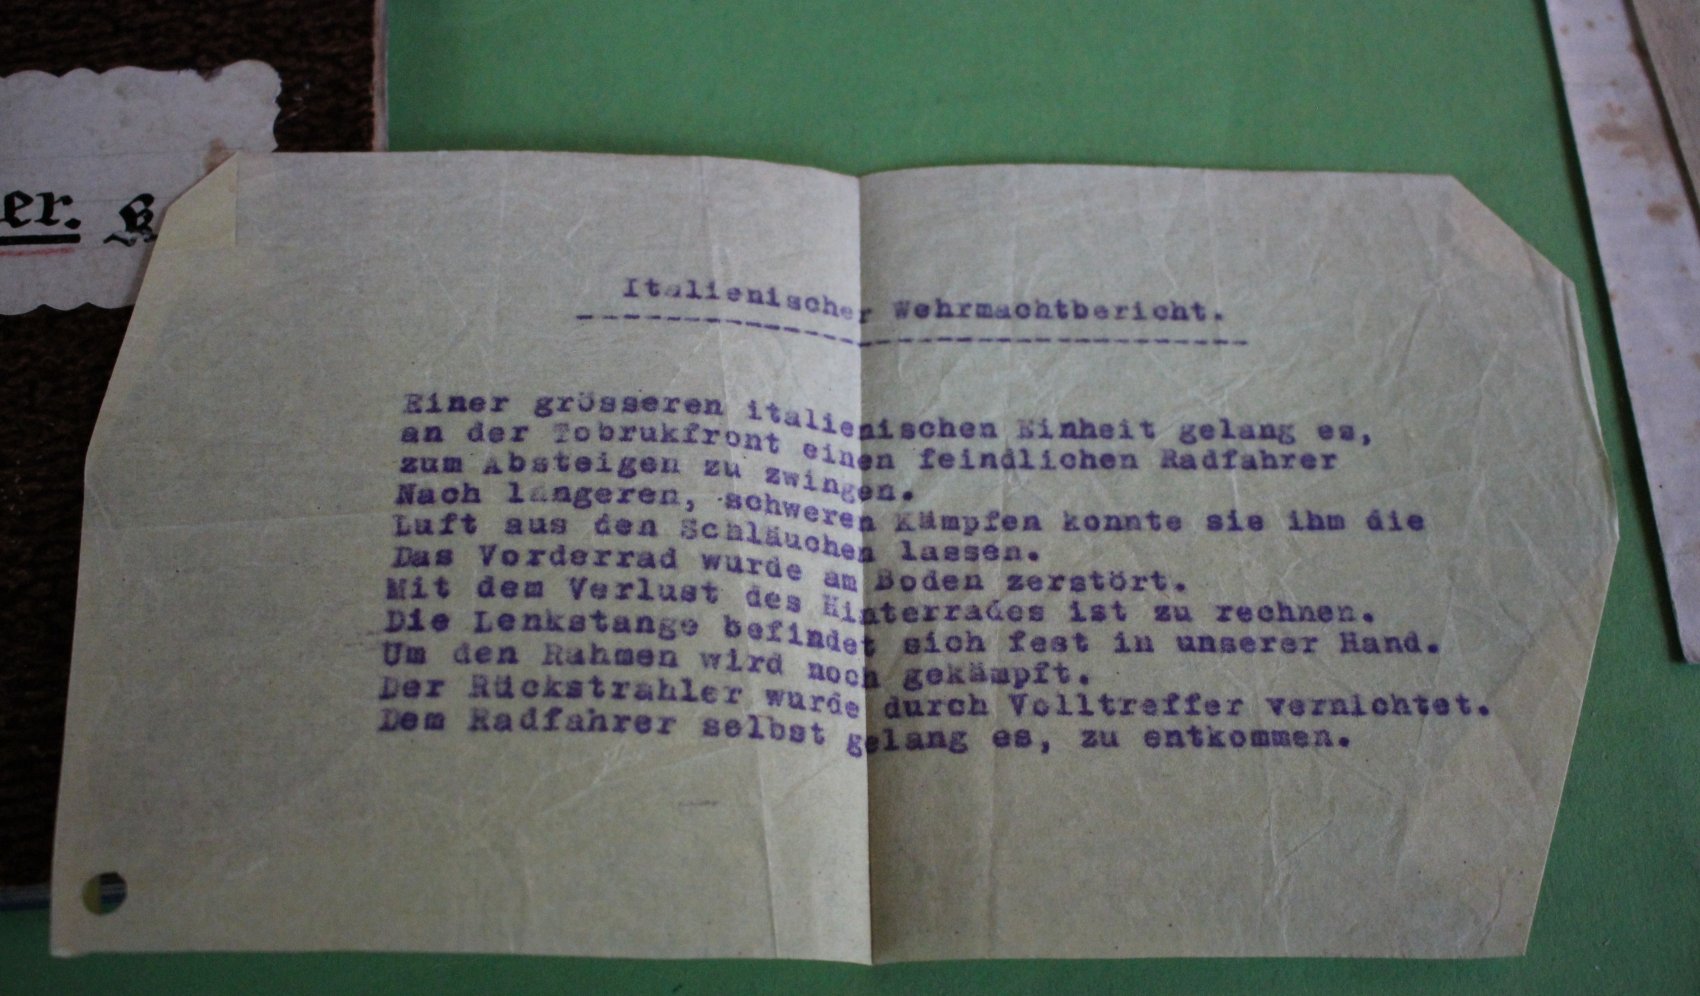 er.
Italienischer Wehrmachtbericht.
Einer grösseren italienischen Einheit gelang es,
an der Tobrukfront einen feindlichen Radfahrer
zum Absteigen zu zwingen.
Nach längeren, schweren Kämpfen konnte sie ihm die
Luft aus den Schläuchen lassen.
Das Vorderrad wurde am Boden zerstört.
Mit dem Verlust des Hinterrades ist zu rechnen.
Die Lenkstange befindet sich fest in unserer Hand.
Um den Rahmen wird noch gekämpft.
Der Rückstrahler wurde durch Volltreffer vernichtet.
Dem Radfahrer selbst gelang es, zu entkommen.